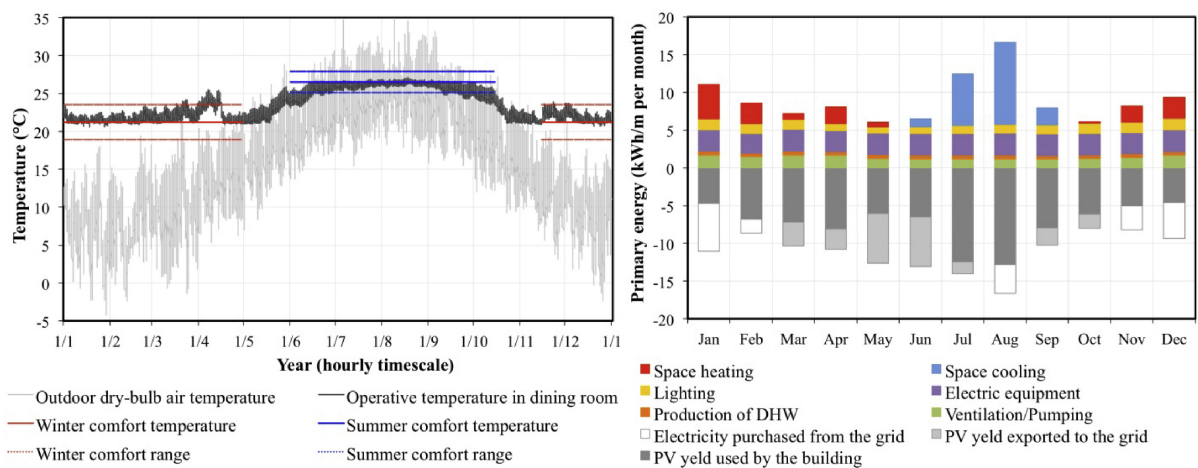 35
30
25
20
15
10
5
0
-5
Temperature (°C)
1/1 1/2 1/3 1/4 1/5 1/6 1/7 1/8 1/9 1/10 1/11 1/12 1/1
Year (hourly timescale)
Outdoor dry-bulb air temperature
Operative temperature in dining room
Winter comfort temperature
Summer comfort temperature
Winter comfort range
Summer comfort range
20
15
10
5
0
-5
-10
-15
-20
Primary energy (kWh/m per month)
Jan Feb Mar Apr May Jun Jul Aug Sep Oct Nov Dec
Space heating
Space cooling
Lighting
Electric equipment
Production of DHW
Ventilation/Pumping
Electricity purchased from the grid
PV yeld exported to the grid
PV yeld used by the building